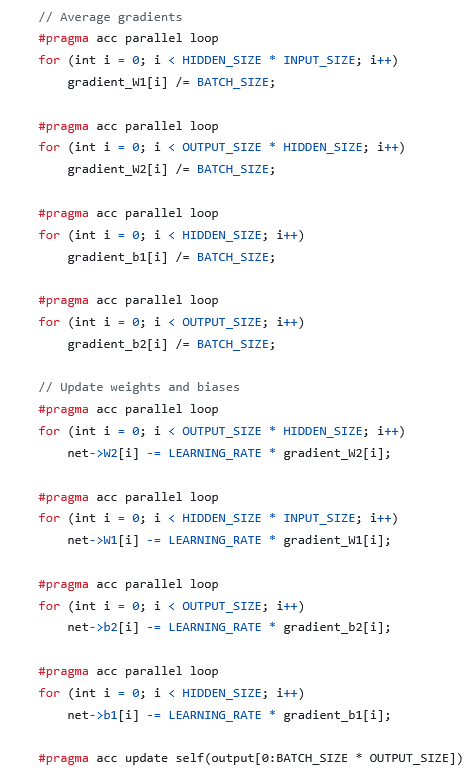 // Average gradients
#pragma acc parallel loop
for (int i = 0; i < HIDDEN_SIZE * INPUT_SIZE; i++)
    gradient_W1[i] /= BATCH_SIZE;

#pragma acc parallel loop
for (int i = 0; i < OUTPUT_SIZE * HIDDEN_SIZE; i++)
    gradient_W2[i] /= BATCH_SIZE;

#pragma acc parallel loop
for (int i = 0; i < HIDDEN_SIZE; i++)
    gradient_b1[i] /= BATCH_SIZE;

#pragma acc parallel loop
for (int i = 0; i < OUTPUT_SIZE; i++)
    gradient_b2[i] /= BATCH_SIZE;

// Update weights and biases
#pragma acc parallel loop
for (int i = 0; i < OUTPUT_SIZE * HIDDEN_SIZE; i++)
    net->W2[i] -= LEARNING_RATE * gradient_W2[i];

#pragma acc parallel loop
for (int i = 0; i < HIDDEN_SIZE * INPUT_SIZE; i++)
    net->W1[i] -= LEARNING_RATE * gradient_W1[i];

#pragma acc parallel loop
for (int i = 0; i < OUTPUT_SIZE; i++)
    net->b2[i] -= LEARNING_RATE * gradient_b2[i];

#pragma acc parallel loop
for (int i = 0; i < HIDDEN_SIZE; i++)
    net->b1[i] -= LEARNING_RATE * gradient_b1[i];

#pragma acc update self(output[0:BATCH_SIZE * OUTPUT_SIZE])